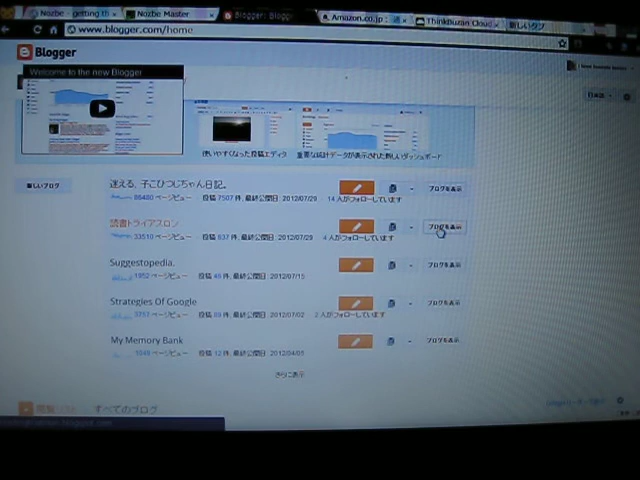 Nozbe - getting th
Nozbe Master
Blogger: Blogg
Amazon.co.jp:
ThinkBuzan Cloud
新しいタブ
www.blogger.com/home
Blogger
Welcome to the new Blogger
日本語
使いやすくなった投稿エディタ
重要な統計データが表示された新しいダッシュボード
新しいブログ
迷える、子こひつじちゃん日記。
ブログを表示
ページビュー 投稿 7507 件, 最終公開日 2012/07/29 14 人がフォローしています
読書トライアスロン
ブログを表示
33510 ページビュー 投稿 837 件, 最終公開日 2012/07/29 4 人がフォローしています
Suggestopedia.
ブログを表示
ページビュー 投稿 件, 最終公開日 2012/07/15
Strategies Of Google
ブログを表示
ページビュー 投稿 件, 最終公開日 2012/07/02 2 人がフォローしています
My Memory Bank
ブログを表示
ページビュー 投稿 12 件, 最終公開日
さらに表示
閲覧リスト すべてのブログ